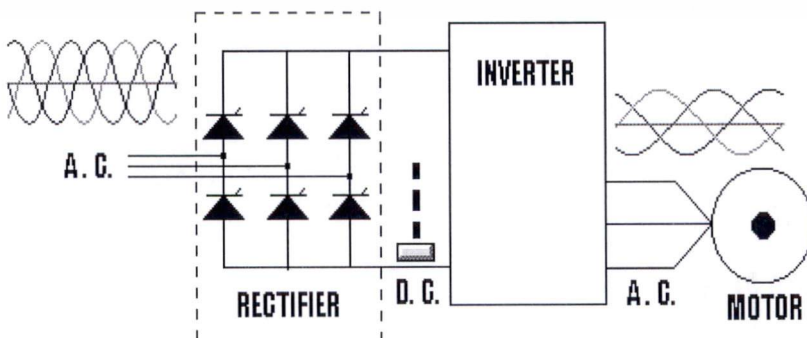 INVERTER
A.C.
RECTIFIER
D.C.
A.C.
MOTOR